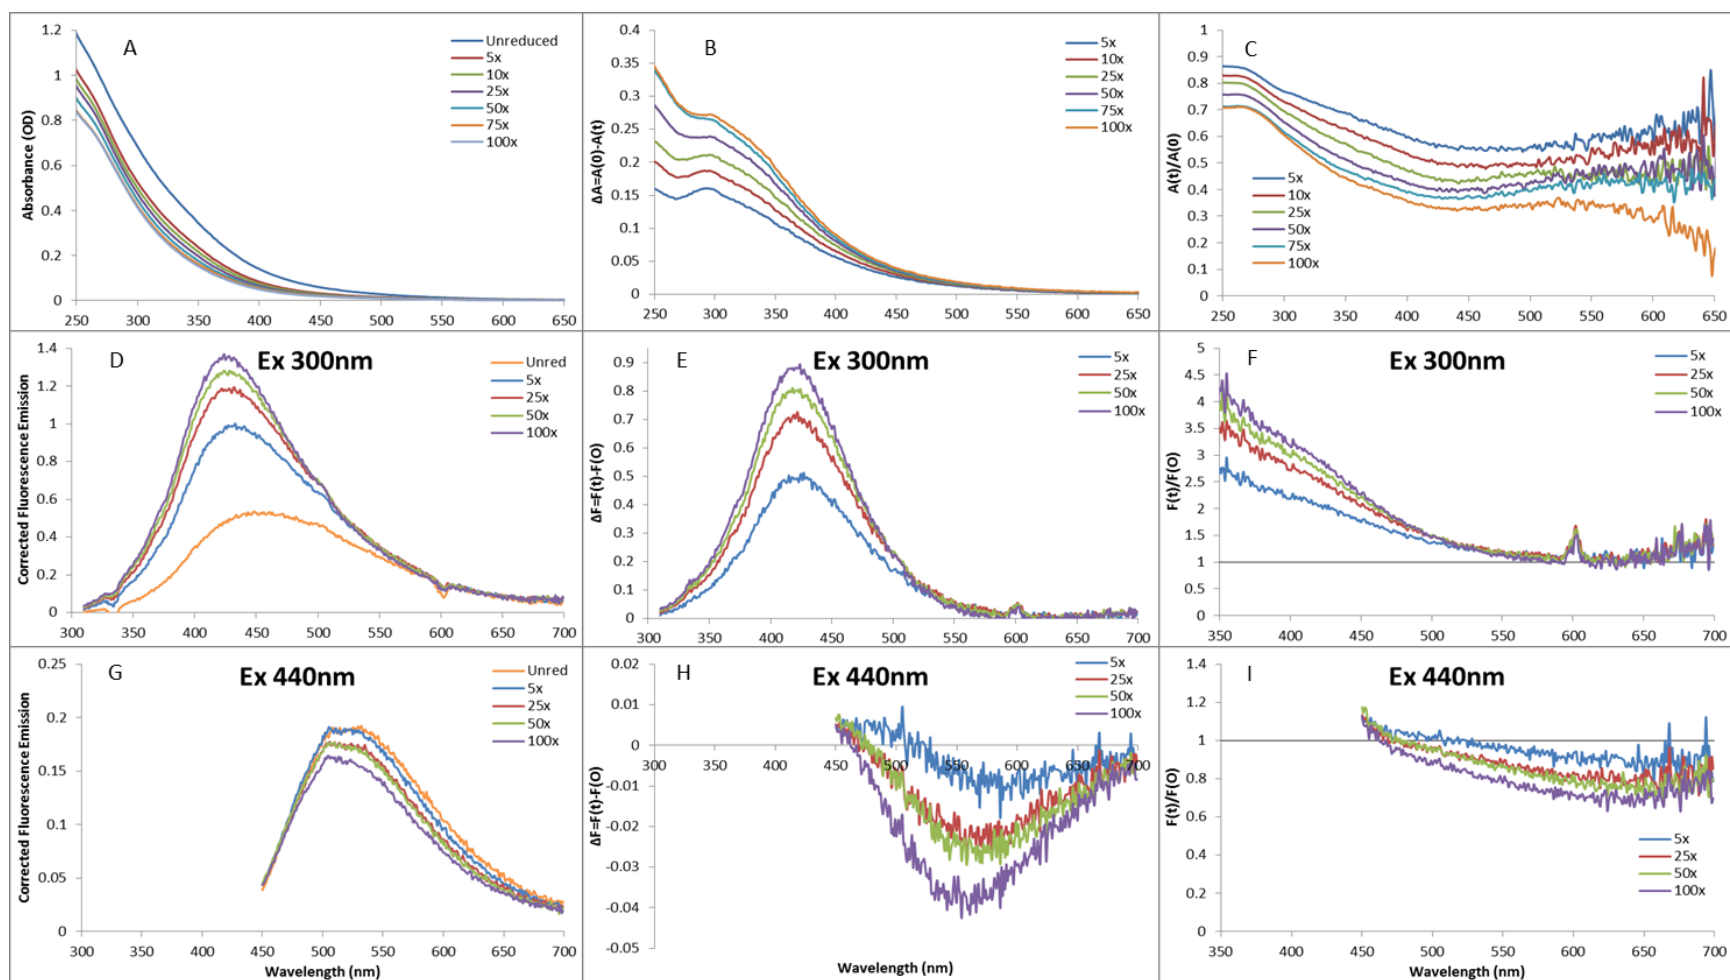 A
Absorbance (OD)
1.2
1
0.8
0.6
0.4
0.2
0
250 300 350 400 450 500 550 600 650
Unreduced
5x
10x
25x
50x
75x
100x
B
ΔA=A(0)-A(t)
0.4
0.35
0.3
0.25
0.2
0.15
0.1
0.05
0
250 300 350 400 450 500 550 600 650
5x
10x
25x
50x
75x
100x
C
A(t)/A(0)
1
0.9
0.8
0.7
0.6
0.5
0.4
0.3
0.2
0.1
0
250 300 350 400 450 500 550 600 650
5x
10x
25x
50x
75x
100x
D
Ex 300nm
Corrected Fluorescence Emission
1.4
1.2
1
0.8
0.6
0.4
0.2
0
300 350 400 450 500 550 600 650 700
Unred
5x
25x
50x
100x
E
Ex 300nm
ΔF=F(t)-F(O)
0.9
0.8
0.7
0.6
0.5
0.4
0.3
0.2
0.1
0
300 350 400 450 500 550 600 650 700
5x
25x
50x
100x
F
Ex 300nm
F(t)/F(O)
5
4.5
4
3.5
3
2.5
2
1.5
1
0.5
0
350 400 450 500 550 600 650 700
5x
25x
50x
100x
G
Ex 440nm
Corrected Fluorescence Emission
0.25
0.2
0.15
0.1
0.05
0
300 350 400 450 500 550 600 650 700
Wavelength (nm)
Unred
5x
25x
50x
100x
H
Ex 440nm
ΔF=F(t)-F(O)
0.02
0.01
0
-0.01
-0.02
-0.03
-0.04
-0.05
300 350 400 450 500 550 600 650 700
Wavelength (nm)
5x
25x
50x
100x
I
Ex 440nm
F(t)/F(O)
1.4
1.2
1
0.8
0.6
0.4
0.2
0
350 400 450 500 550 600 650 700
Wavelength (nm)
5x
25x
50x
100x